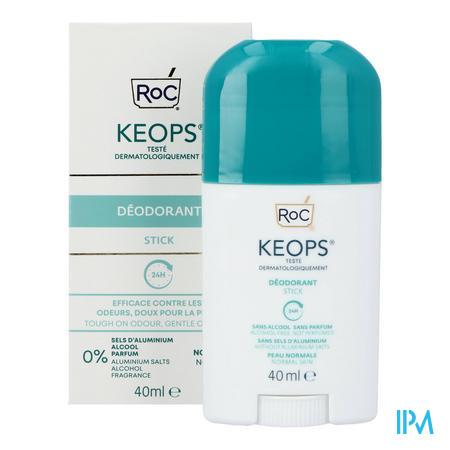 RoC
KEOPS®
TESTÉ
DERMATOLOGIQUEMENT
DÉODORANT
STICK
24H
EFFICACE CONTRE LES
ODEURS, DOUX POUR LA
TOUGH ON ODOUR, GENTLE
0%
SELS D'ALUMINIUM
ALCOOL
PARFUM
ALUMINIUM SALTS
ALCOHOL
FRAGRANCE
40ml e
RoC
KEOPS®
TESTÉ
DERMATOLOGIQUEMENT
DÉODORANT
STICK
24H
SANS ALCOOL SANS PARFUM
ALCOHOL FREE NOT PERFUMED
SANS SELS D'ALUMINIUM
WITHOUT ALUMINIUM SALTS
PEAU NORMALE
NORMAL SKIN
40 ml e
IPM